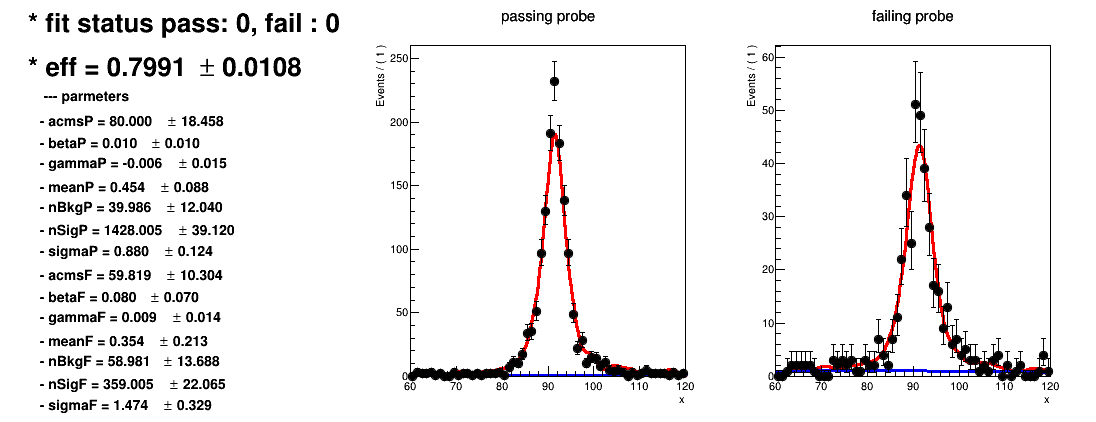 * fit status pass: 0, fail : 0
* eff = 0.7991 ± 0.0108
--- parmeters
- acmsP = 80.000 ± 18.458
- betaP = 0.010 ± 0.010
- gammaP = -0.006 ± 0.015
- meanP = 0.454 ± 0.088
- nBkgP = 39.986 ± 12.040
- nSigP = 1428.005 ± 39.120
- sigmaP = 0.880 ± 0.124
- acmsF = 59.819 ± 10.304
- betaF = 0.080 ± 0.070
- gammaF = 0.009 ± 0.014
- meanF = 0.354 ± 0.213
- nBkgF = 58.981 ± 13.688
- nSigF = 359.005 ± 22.065
- sigmaF = 1.474 ± 0.329
passing probe
Events / ( 1 )
250
200
150
100
50
0
60 70 80 90 100 110 120
x
failing probe
Events / ( 1 )
60
50
40
30
20
10
0
60 70 80 90 100 110 120
x